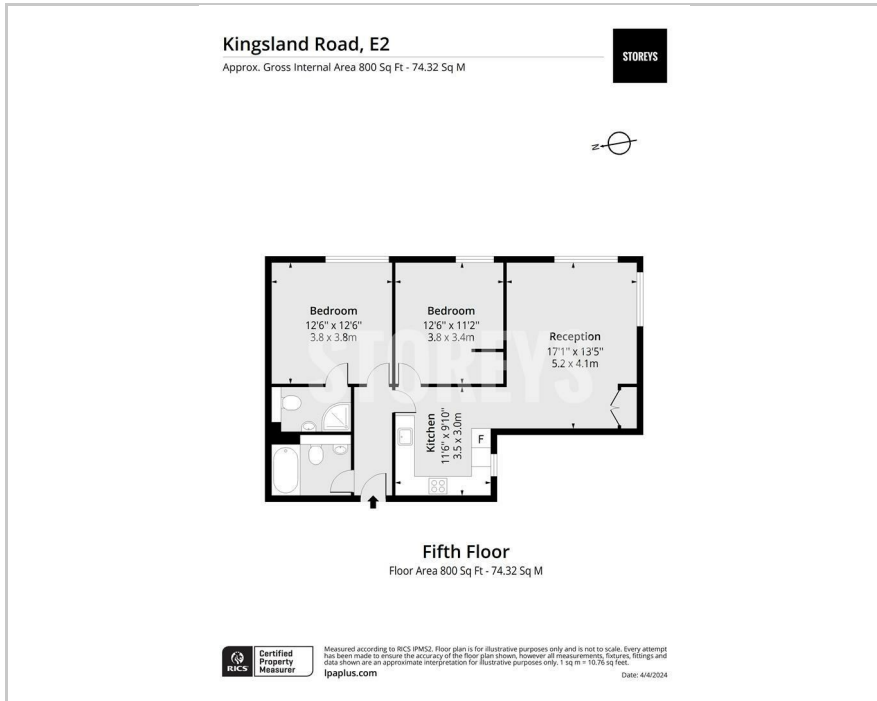 Kingsland Road, E2
Approx. Gross Internal Area 800 Sq Ft - 74.32 Sq M
STOREYS
N
Bedroom
12'6" x 12'6"
3.8 x 3.8m
Bedroom
12'6" x 11'2"
3.8 x 3.4m
Reception
17'1" x 13'5"
5.2 x 4.1m
STOREYS
Kitchen
11'6" x 9'10"
3.5 x 3.0m
F
Fifth Floor
Floor Area 800 Sq Ft - 74.32 Sq M
RICS
Certified
Property
Measurer
Measured according to RICS IPMS2. Floor plan is for illustrative purposes only and is not to scale. Every attempt
has been made to ensure the accuracy of the floor plan shown, however all measurements, fixtures, fittings and
data shown are an approximate interpretation for illustrative purposes only. 1 sq m = 10.76 sq feet.
lpaplus.com
Date: 4/4/2024